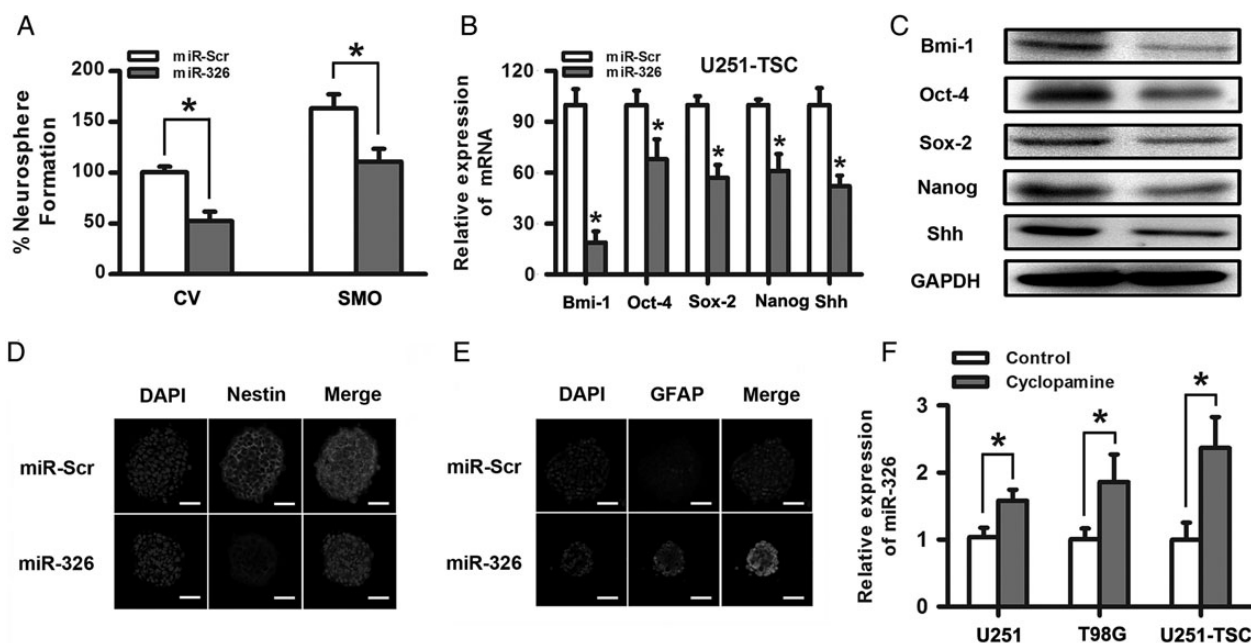 A
miR-Scr
miR-326
*
*
200
150
100
50
0
% Neurosphere
Formation
CV
SMO
B
miR-Scr
miR-326
U251-TSC
120
90
60
30
0
Relative expression
of mRNA
*
*
*
*
*
Bmi-1
Oct-4
Sox-2
Nanog
Shh
C
Bmi-1
Oct-4
Sox-2
Nanog
Shh
GAPDH
D
DAPI Nestin Merge
miR-Scr
miR-326
E
DAPI GFAP Merge
miR-Scr
miR-326
F
Control
Cyclopamine
*
*
*
3
2
1
0
Relative expression
of miR-326
U251
T98G
U251-TSC